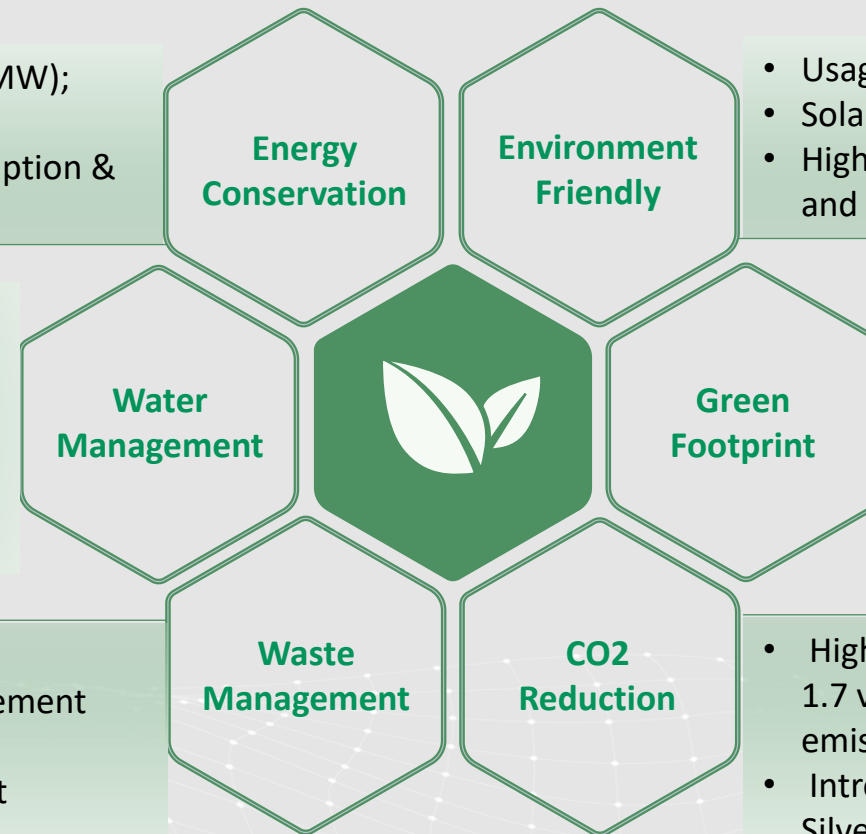 MW);
ption &
Energy
Conservation
Environment
Friendly
• Usag
• Sola
• High
and
Water
Management
Green
Footprint
ement
t
Waste
Management
CO2
Reduction
• High
1.7 v
emis
• Intro
Silve